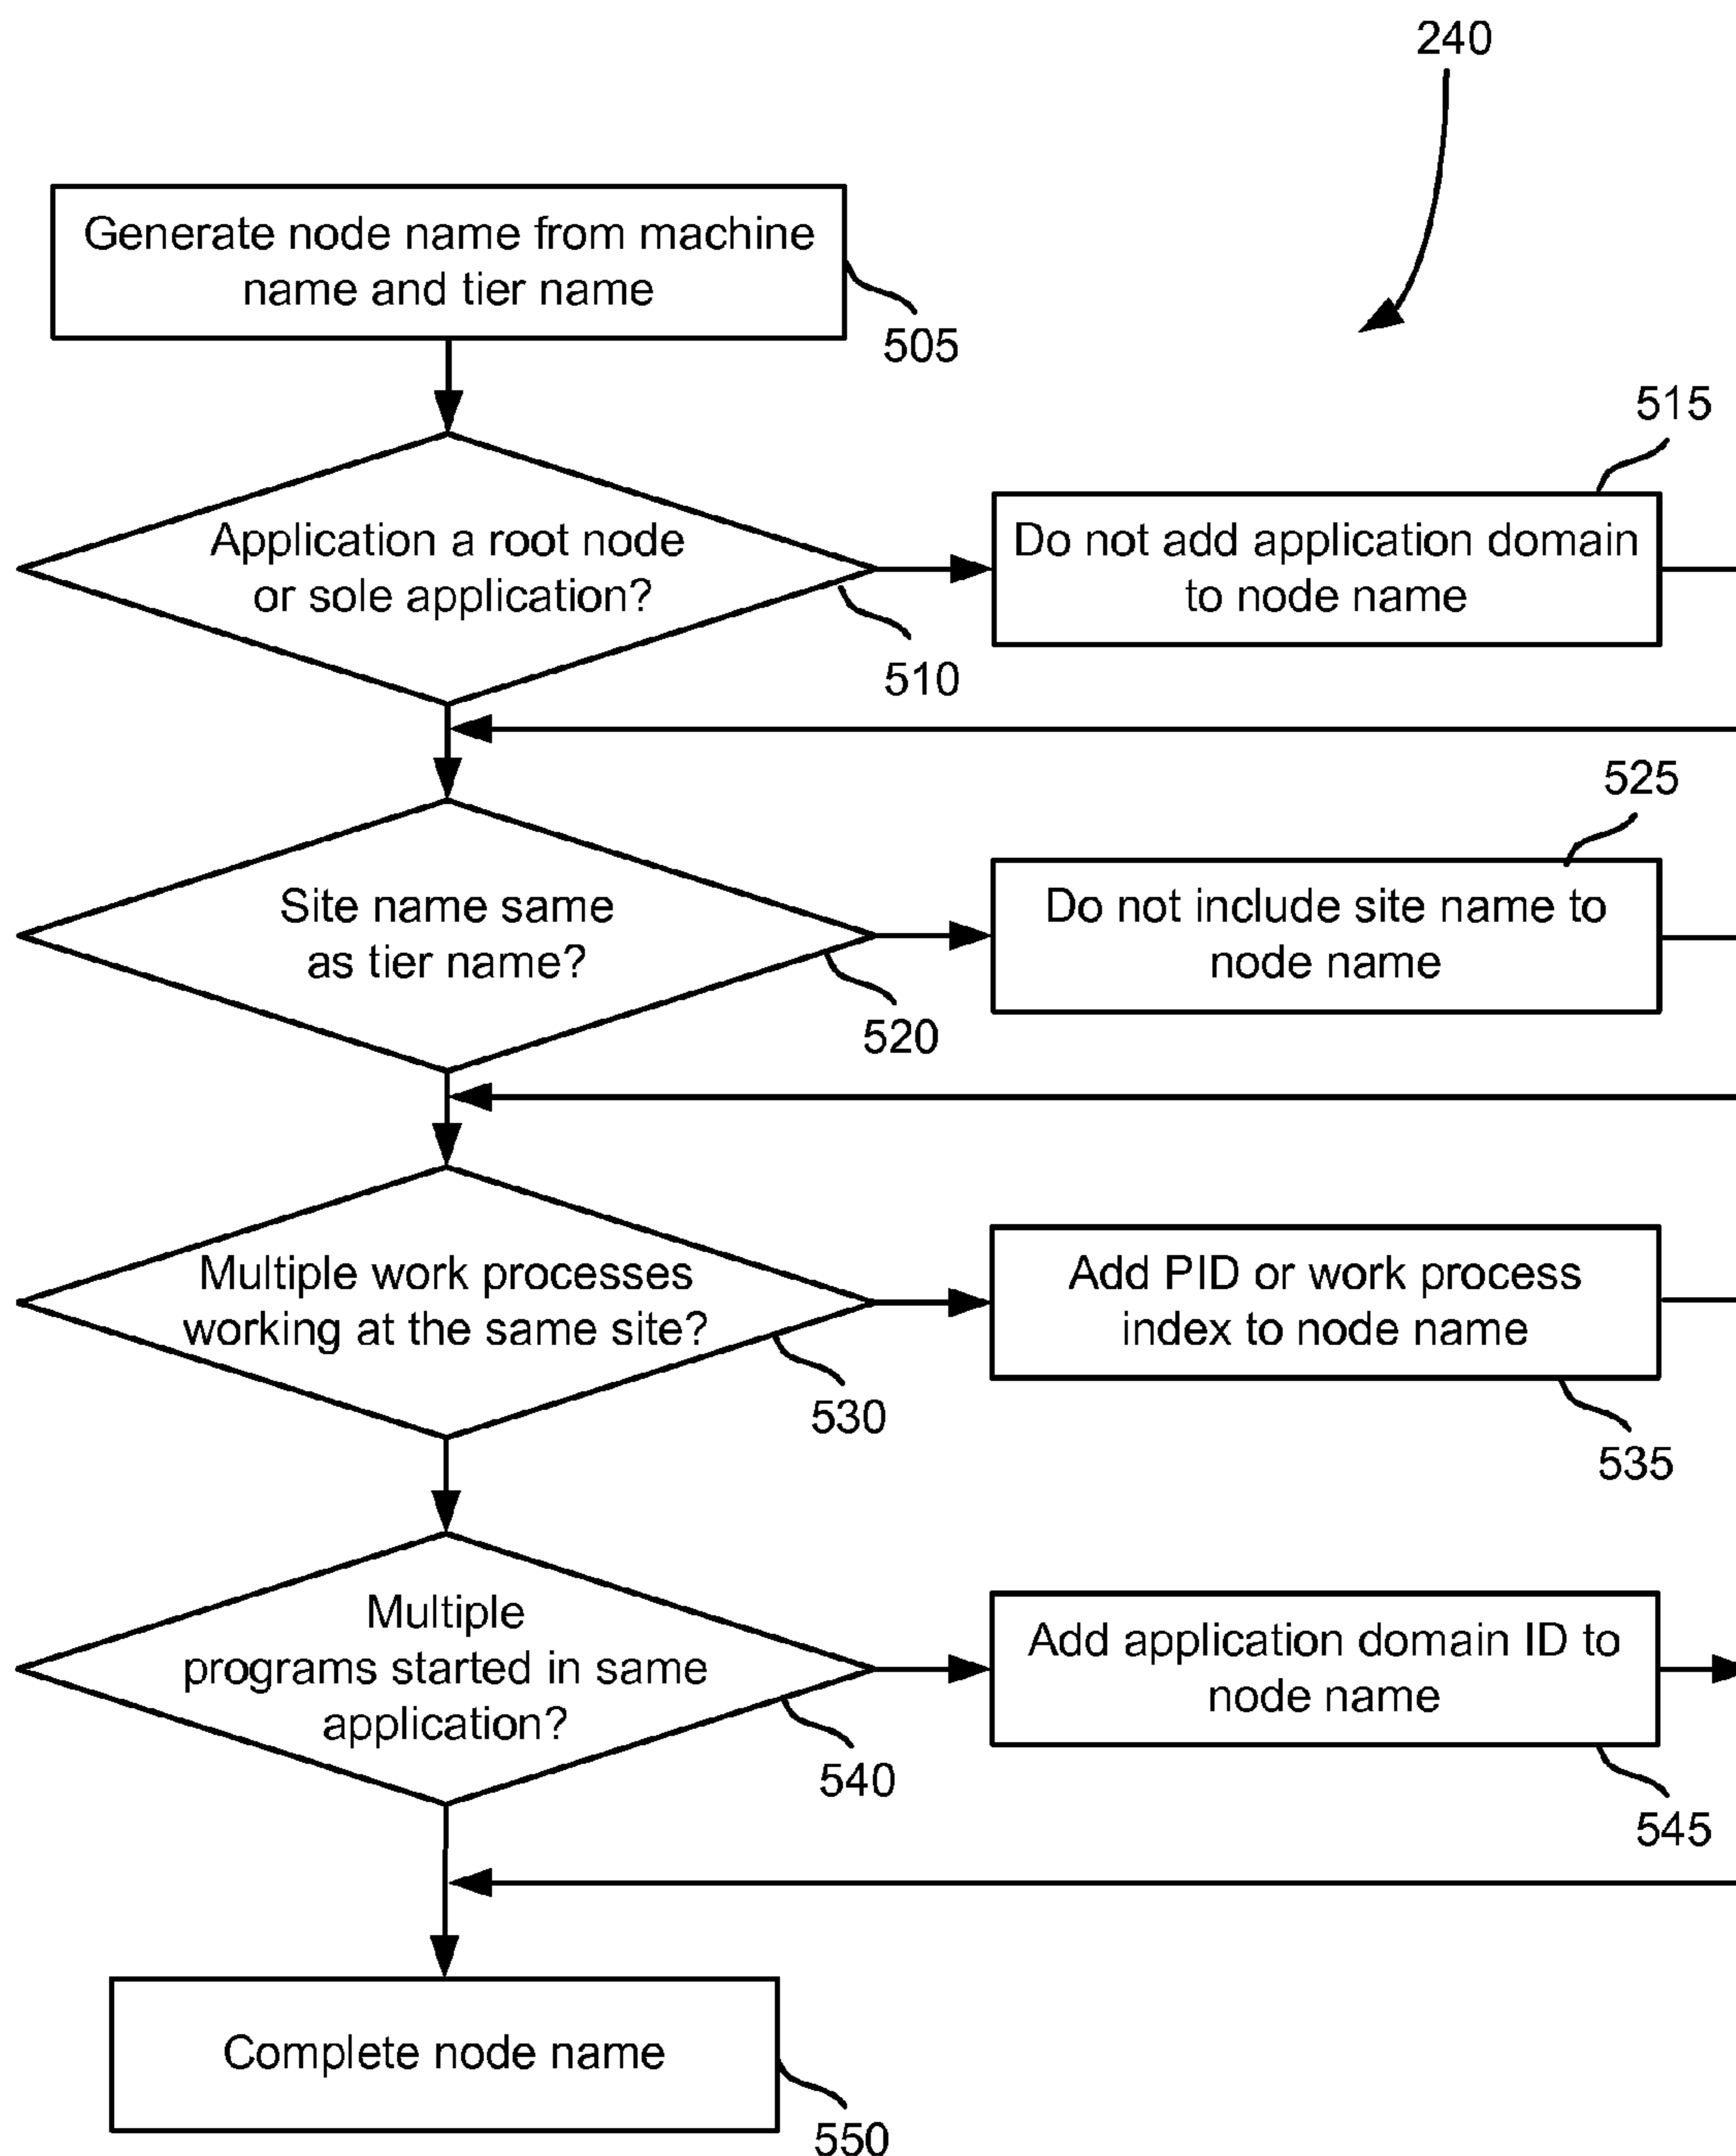 240
Generate node name from machine
name and tier name
505
515
Application a root node
or sole application?
Do not add application domain
to node name
510
525
Site name same
as tier name?
Do not include site name to
node name
520
Multiple work processes
working at the same site?
Add PID or work process
index to node name
530
535
Multiple
programs started in same
application?
Add application domain ID to
node name
540
545
Complete node name
550